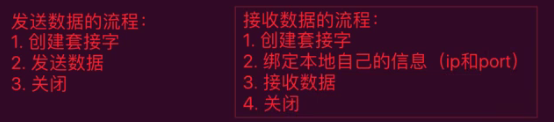 发送数据的流程：
1. 创建套接字
2. 发送数据
3. 关闭
接收数据的流程：
1. 创建套接字
2. 绑定本地自己的信息（ip和port）
3. 接收数据
4. 关闭